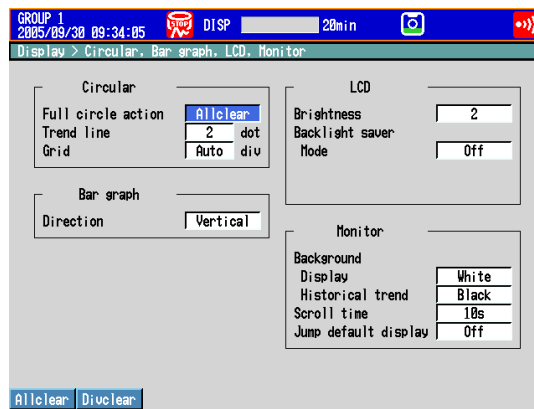 GROUP 1
2005/09/30 09:34:05
STOP
DISP
20min
Display > Circular, Bar graph, LCD, Monitor
Circular
Full circle action Allclear
Trend line 2 dot
Grid Auto div
Bar graph
Direction Vertical
LCD
Brightness 2
Backlight saver
Mode Off
Monitor
Background
Display White
Historical trend Black
Scroll time 10s
Jump default display Off
Allclear Divclear